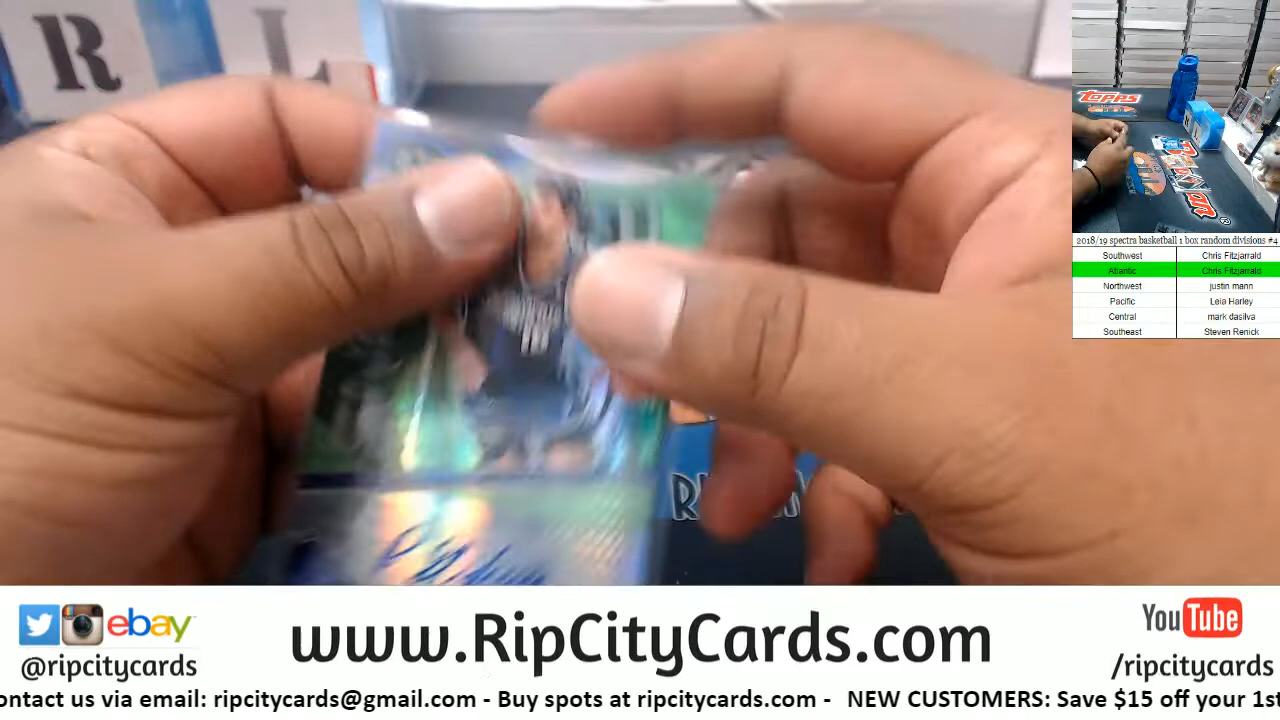 R L
topps
2018/19 spectra basketball 1 box random divisions #4
Southwest Chris Fitzjarrald
Atlantic Chris Fitzjarrald
Northwest justin mann
Pacific Leia Harley
Central mark dasilva
Southeast Steven Renick
ebay
@ripcitycards
www.RipCityCards.com
YouTube
/ripcitycards
ontact us via email: ripcitycards@gmail.com - Buy spots at ripcitycards.com - NEW CUSTOMERS: Save $15 off your 1st